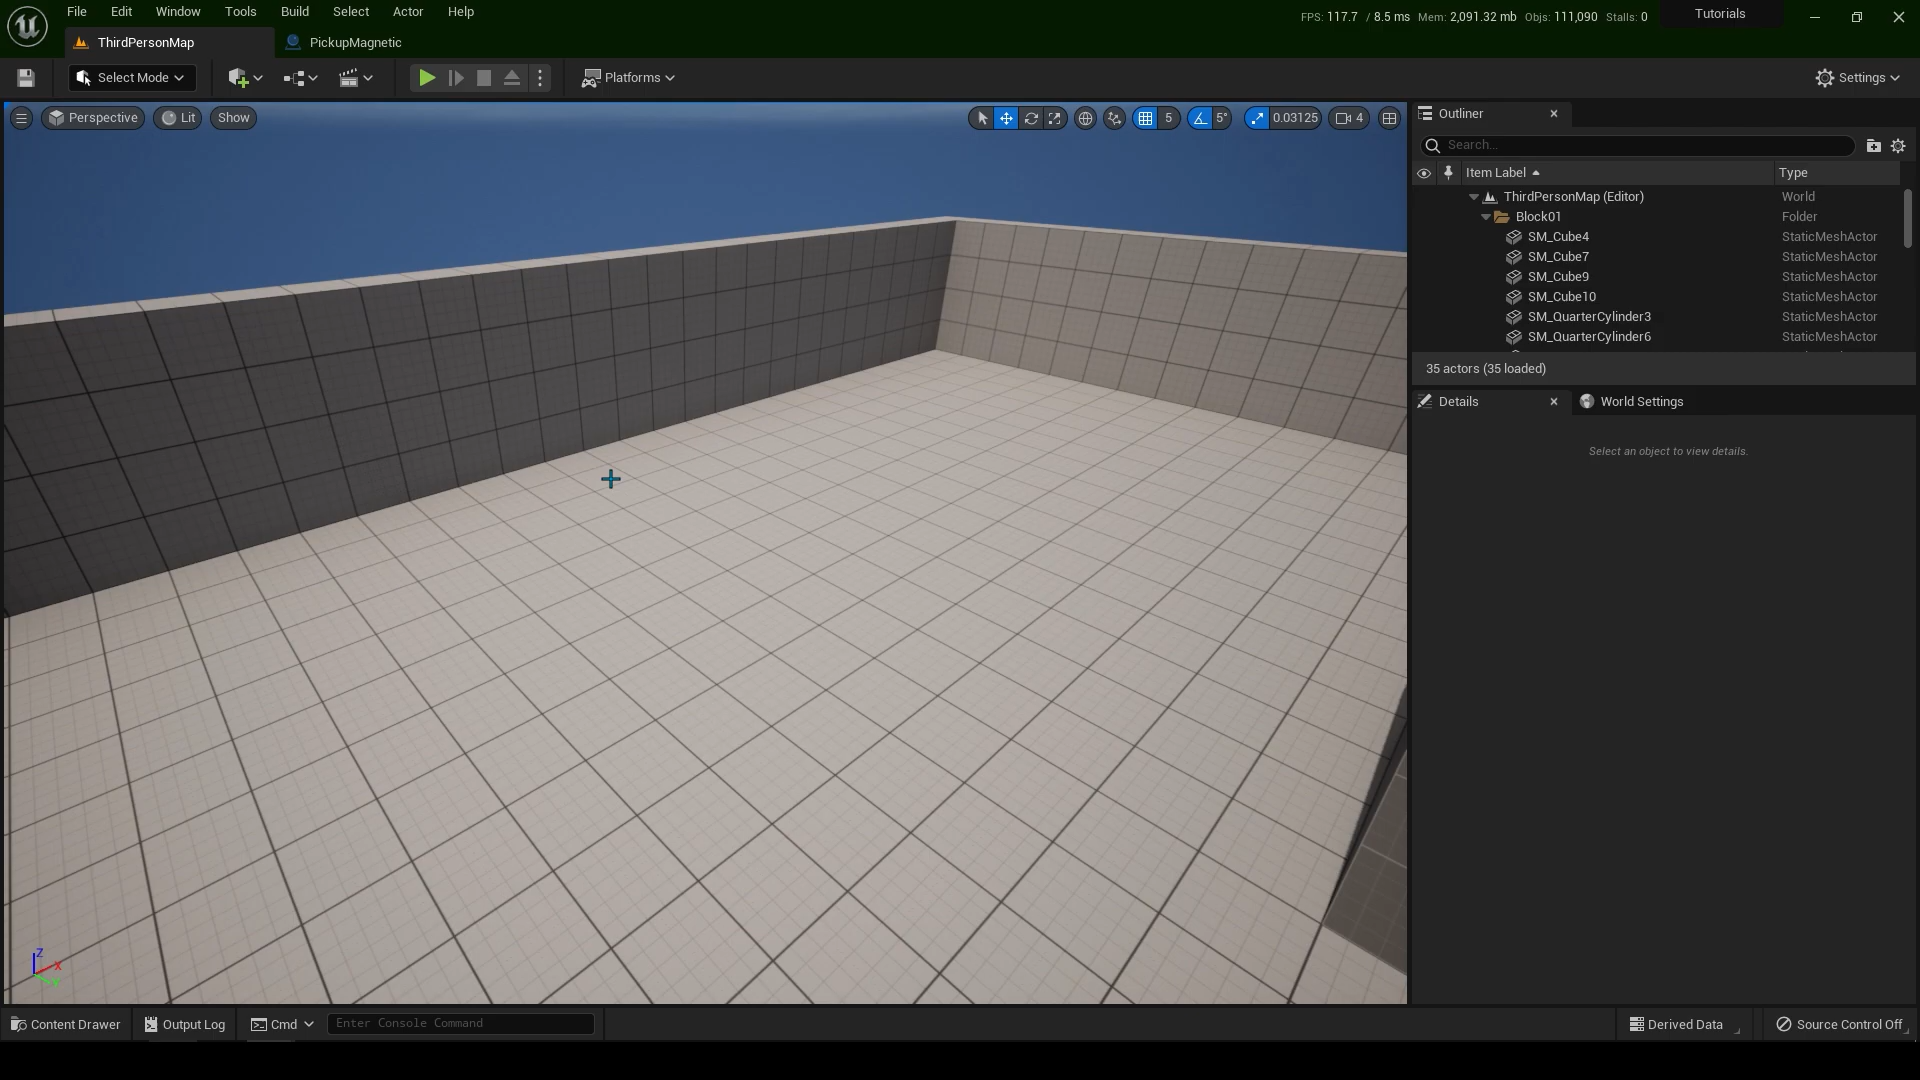 File Edit Window Tools Build Select Actor Help
FPS: 117.7 / 8.5 ms Mem: 2,091.32 mb Objs: 111,090 Stalls: 0
Tutorials
ThirdPersonMap
PickupMagnetic
Select Mode
Platforms
Settings
Perspective
Lit
Show
5
5°
0.03125
4
Outliner
Search...
Item Label
Type
ThirdPersonMap (Editor) World
Block01 Folder
SM_Cube4 StaticMeshActor
SM_Cube7 StaticMeshActor
SM_Cube9 StaticMeshActor
SM_Cube10 StaticMeshActor
SM_QuarterCylinder3 StaticMeshActor
SM_QuarterCylinder6 StaticMeshActor
35 actors (35 loaded)
Details
World Settings
Select an object to view details.
Z
X
Y
Content Drawer
Output Log
Cmd
Enter Console Command
Derived Data
Source Control Off